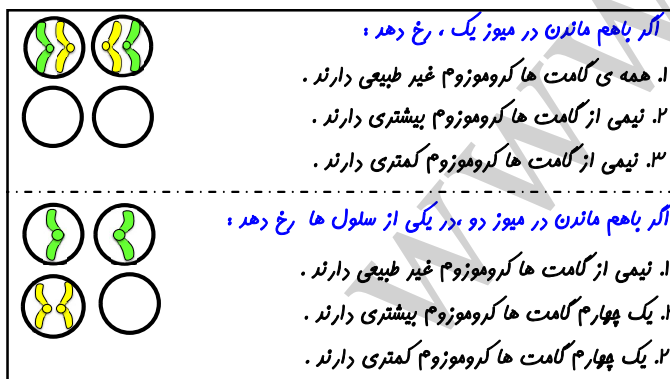 اگر باهم ماندن در میوز یک ، رخ دهد :
۱. همه ی گامت ها کروموزوم غیر طبیعی دارند .
۲. نیمی از گامت ها کروموزوم بیشتری دارند .
۳. نیمی از گامت ها کروموزوم کمتری دارند .
اگر باهم ماندن در میوز دو ،در یکی از سلول ها رخ دهد :
۱. نیمی از گامت ها کروموزوم غیر طبیعی دارند .
۲. یک چهارم گامت ها کروموزوم بیشتری دارند .
۲. یک چهارم گامت ها کروموزوم کمتری دارند .